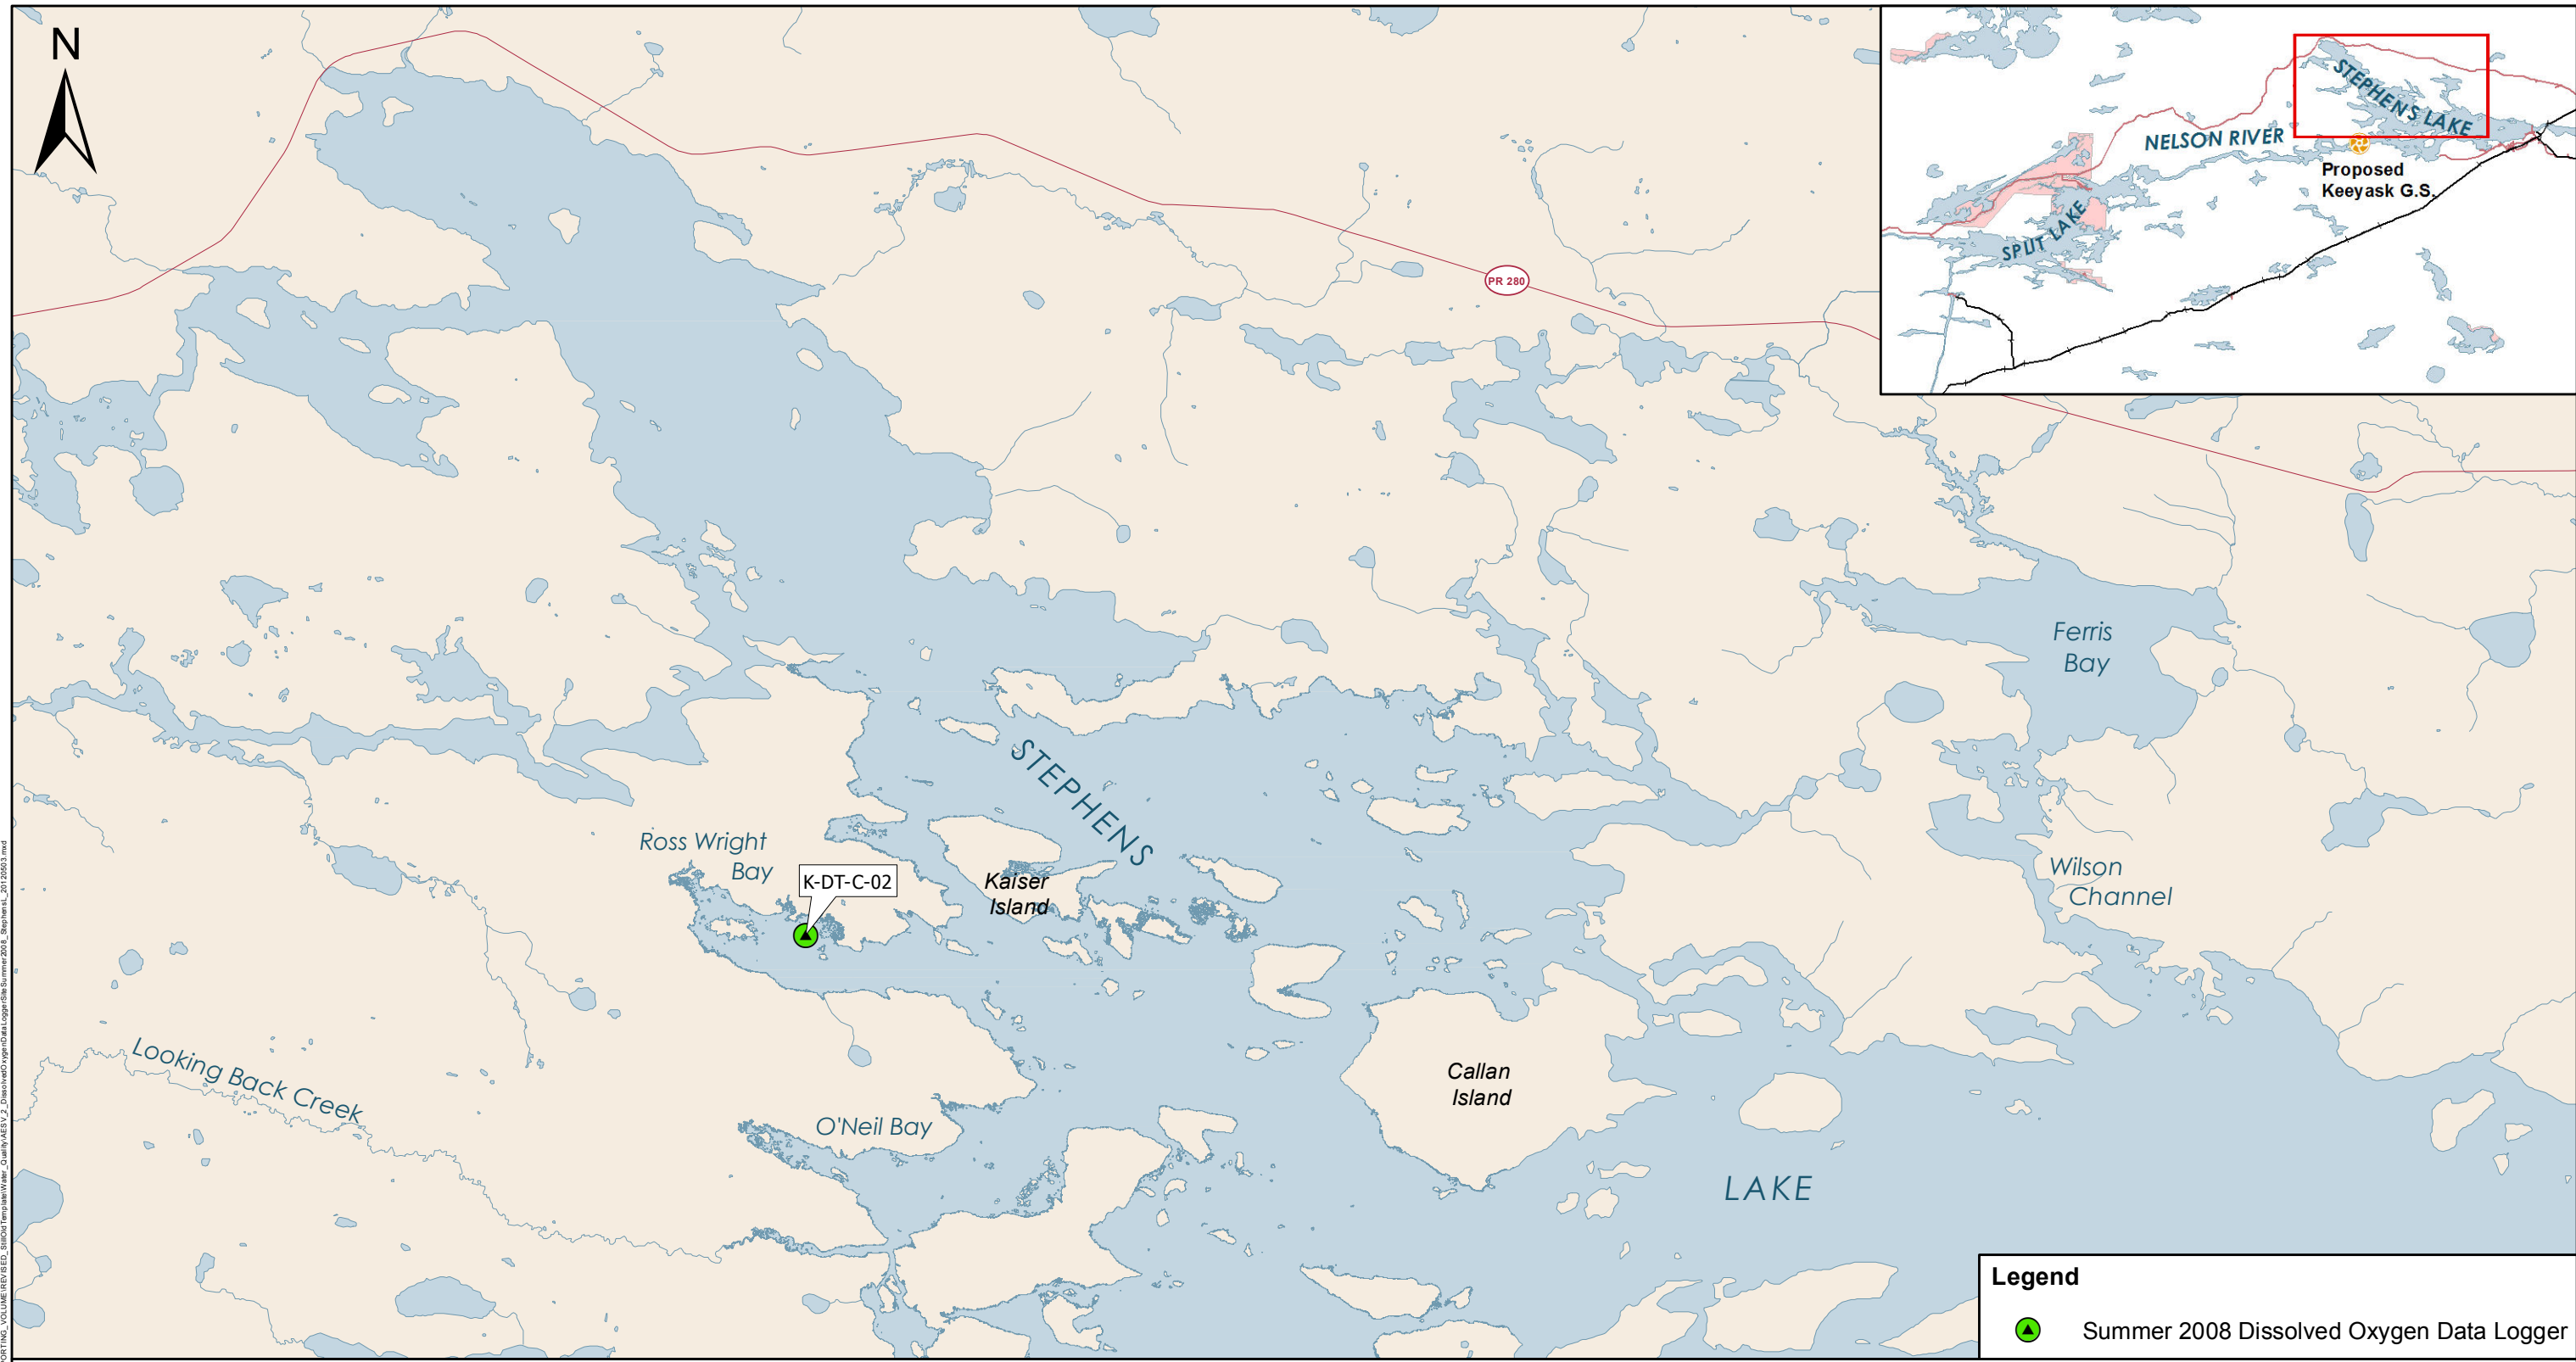 N
PR 280
STEPHENS LAKE
NELSON RIVER
Proposed
Keeyask G.S.
SPLIT LAKE
Ferris
Bay
STEPHENS
Ross Wright
Bay
K-DT-C-02
Kaiser
Island
Wilson
Channel
Looking Back Creek
Callan
Island
O'Neil Bay
LAKE
Legend
Summer 2008 Dissolved Oxygen Data Logger